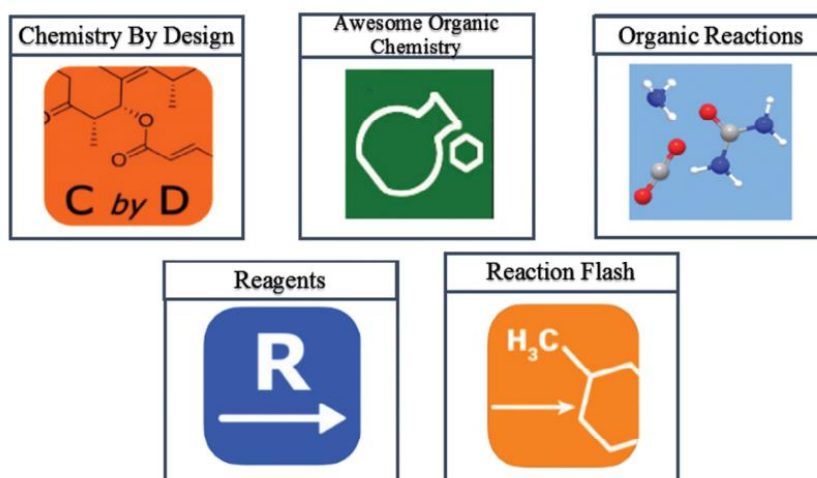 Chemistry By Design
Awesome Organic
Chemistry
Organic Reactions
O
O
O
C by D
Reagents
Reaction Flash
R
H₃C